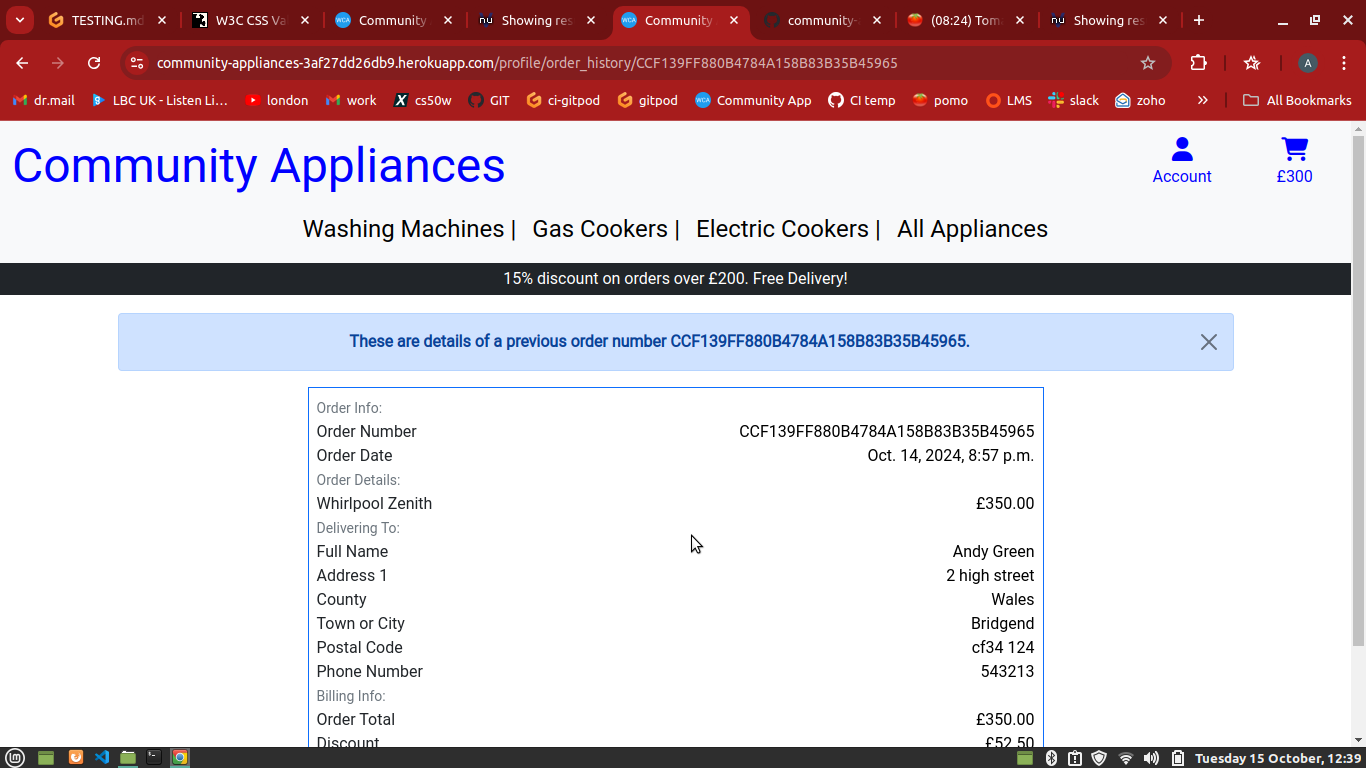 TESTING.md
W3C CSS Va
Community
Showing res
Community
community-
(08:24) Tom
Showing res
community-appliances-3af27dd26db9.herokuapp.com/profile/order_history/CCF139FF880B4784A158B83B35B45965
A
dr.mail
LBC UK - Listen Li…
london
work
cs50w
GIT
ci-gitpod
gitpod
Community App
CI temp
pomo
LMS
slack
zoho
»
All Bookmarks
Community Appliances
Account
£300
Washing Machines | Gas Cookers | Electric Cookers | All Appliances
15% discount on orders over £200. Free Delivery!
These are details of a previous order number CCF139FF880B4784A158B83B35B45965.
Order Info:
Order Number CCF139FF880B4784A158B83B35B45965
Order Date Oct. 14, 2024, 8:57 p.m.
Order Details:
Whirlpool Zenith £350.00
Delivering To:
Full Name Andy Green
Address 1 2 high street
County Wales
Town or City Bridgend
Postal Code cf34 124
Phone Number 543213
Billing Info:
Order Total £350.00
Discount £52.50
Tuesday 15 October, 12:39